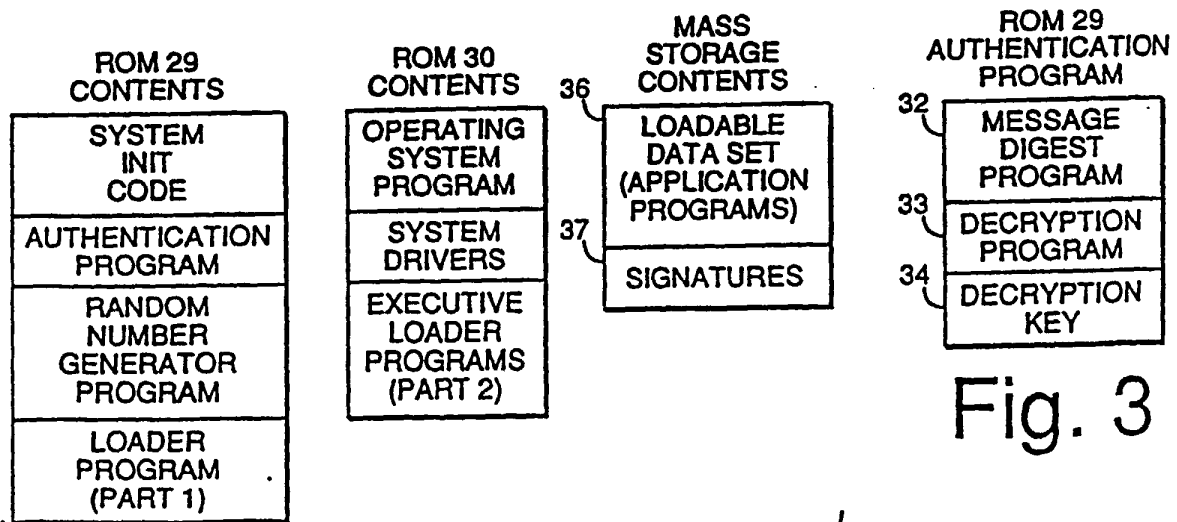 ROM 29
CONTENTS
SYSTEM
INIT
CODE
AUTHENTICATION
PROGRAM
RANDOM
NUMBER
GENERATOR
PROGRAM
LOADER
PROGRAM
(PART 1)
ROM 30
CONTENTS
OPERATING
SYSTEM
PROGRAM
SYSTEM
DRIVERS
EXECUTIVE
LOADER
PROGRAMS
(PART 2)
MASS
STORAGE
CONTENTS
36
LOADABLE
DATA SET
(APPLICATION
PROGRAMS)
37
SIGNATURES
ROM 29
AUTHENTICATION
PROGRAM
32
MESSAGE
DIGEST
PROGRAM
33
DECRYPTION
PROGRAM
34
DECRYPTION
KEY
Fig. 3